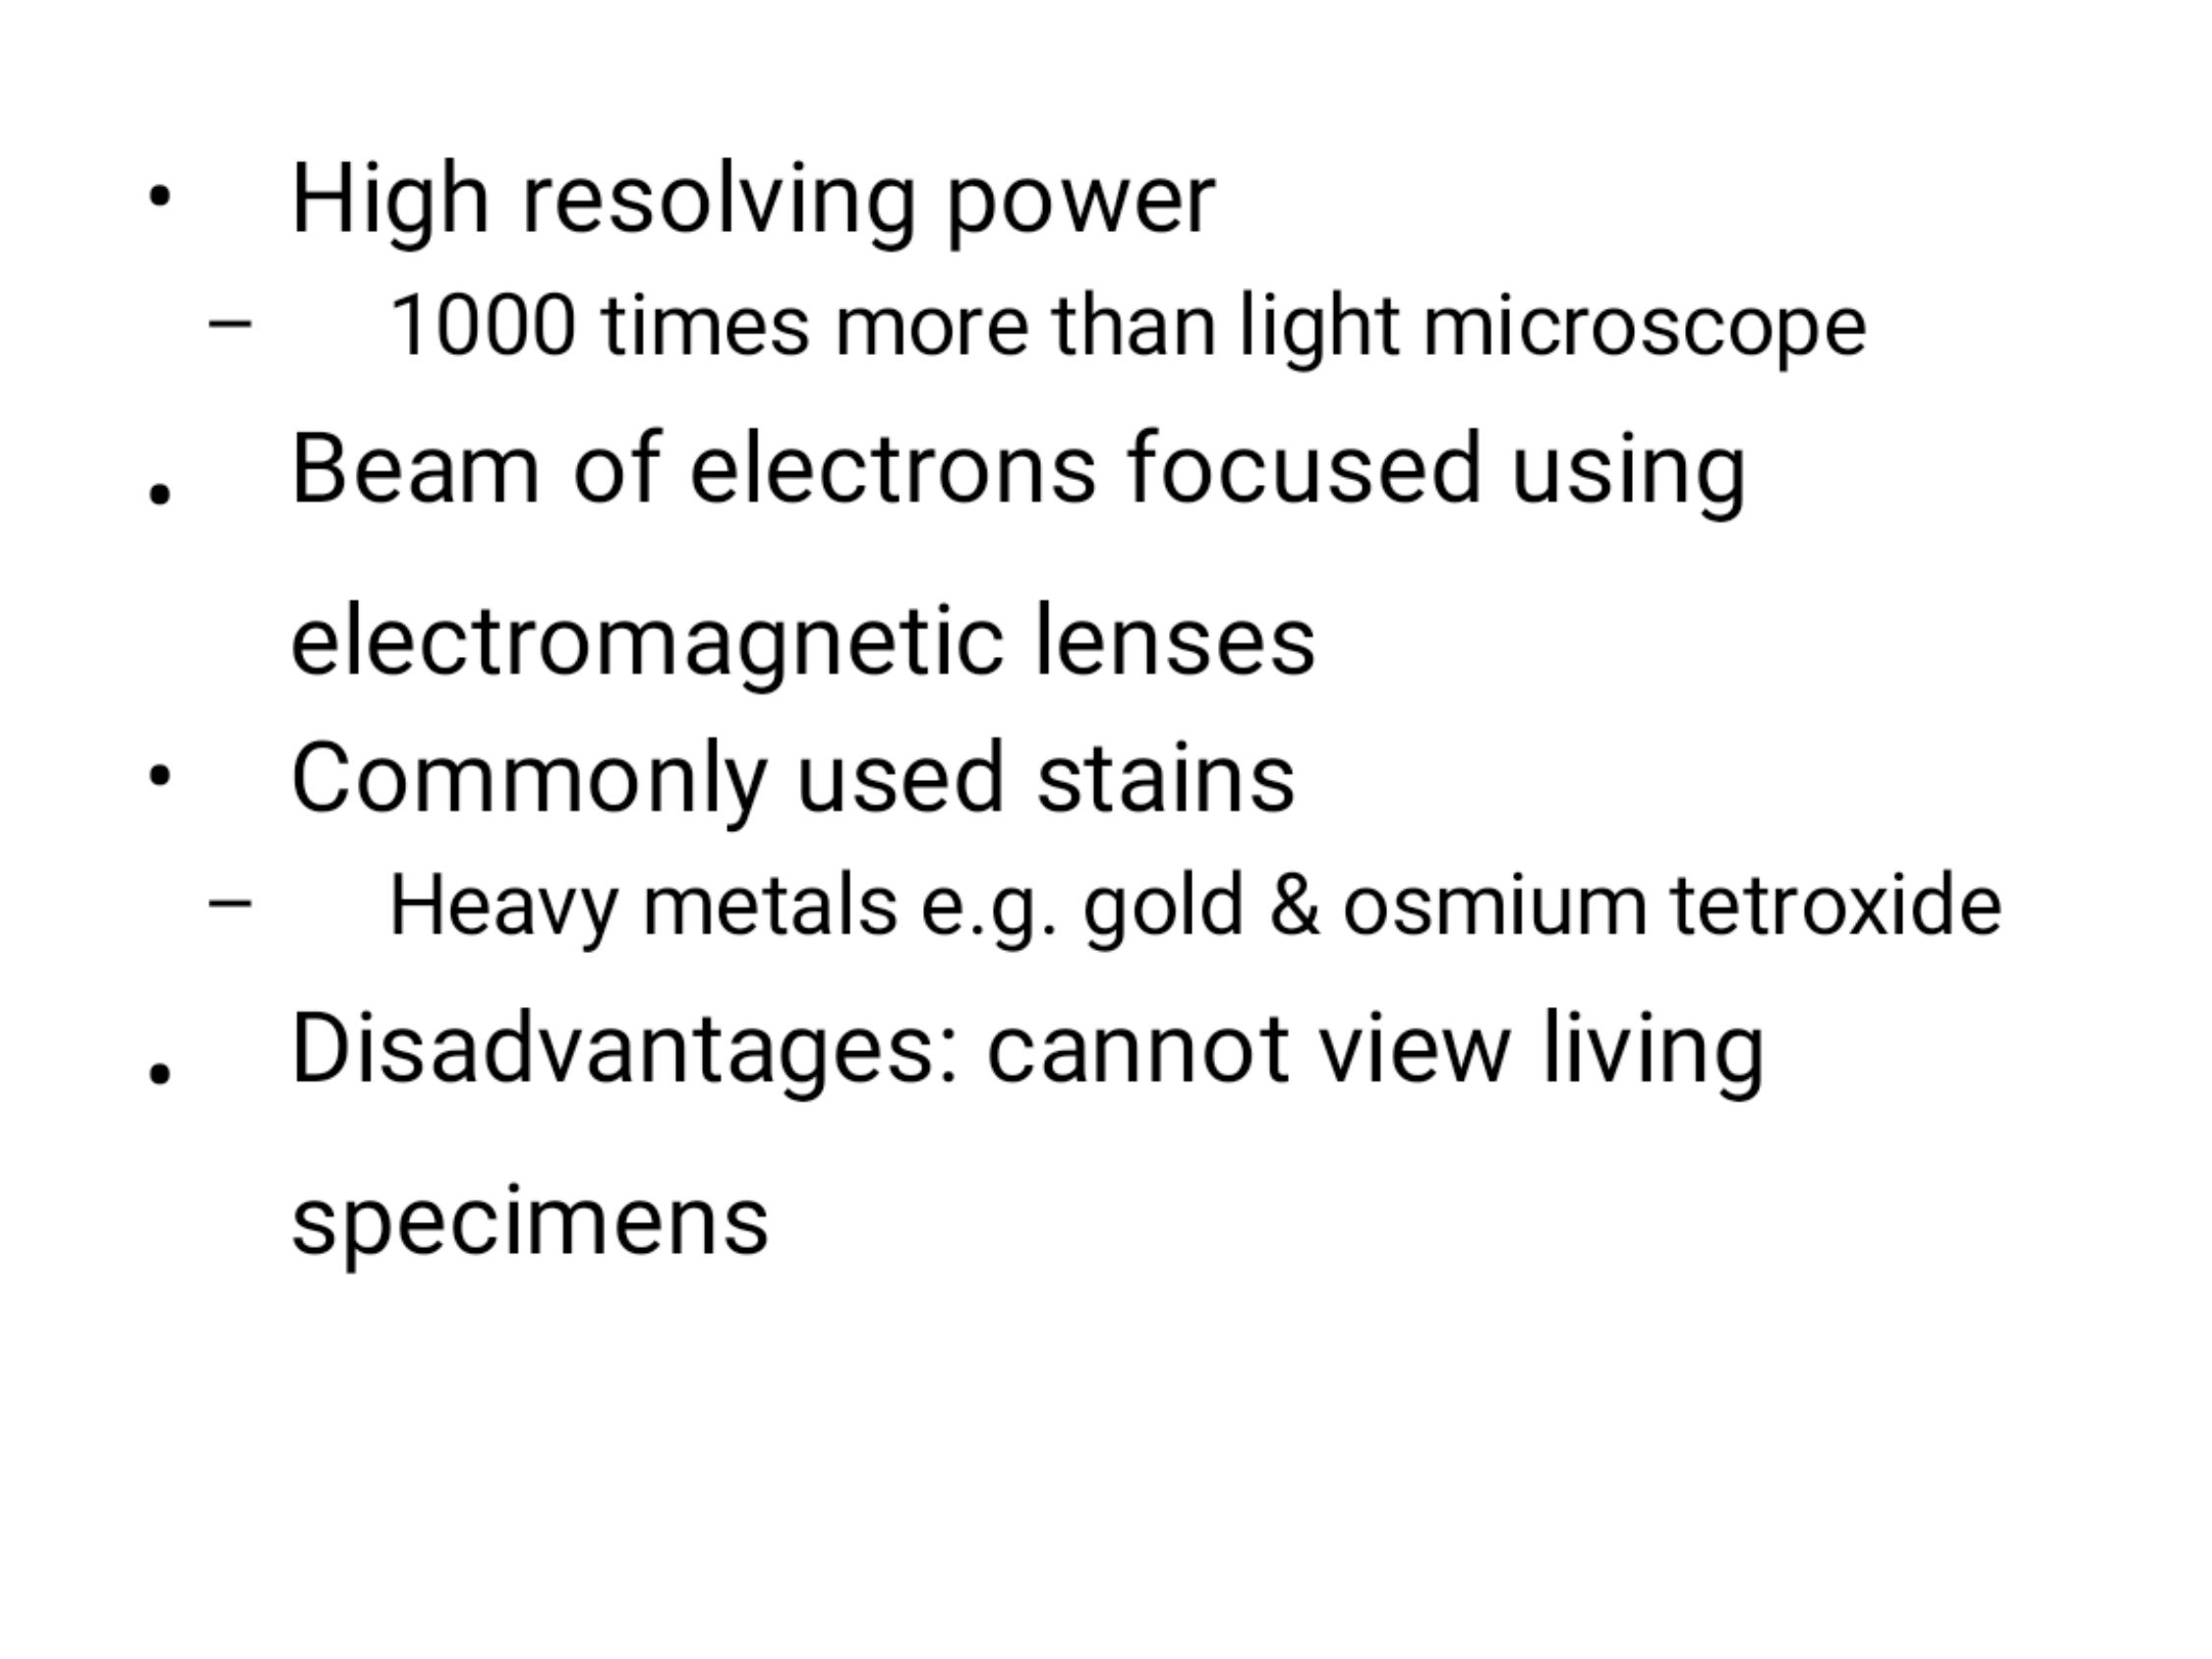 • High resolving power
– 1000 times more than light microscope
• Beam of electrons focused using
electromagnetic lenses
• Commonly used stains
– Heavy metals e.g. gold & osmium tetroxide
• Disadvantages: cannot view living
specimens